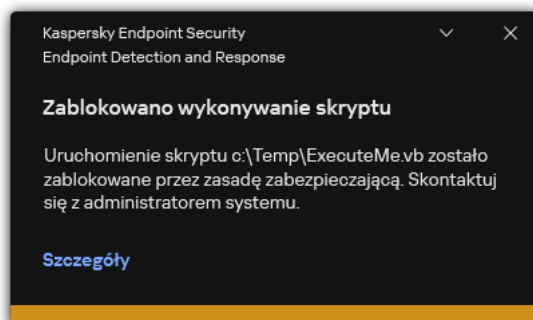 Kaspersky Endpoint Security
Endpoint Detection and Response
Zablokowano wykonywanie skryptu
Uruchomienie skryptu c:\Temp\ExecuteMe.vb zostało
zablokowane przez zasadę zabezpieczającą. Skontaktuj
się z administratorem systemu.
Szczegóły